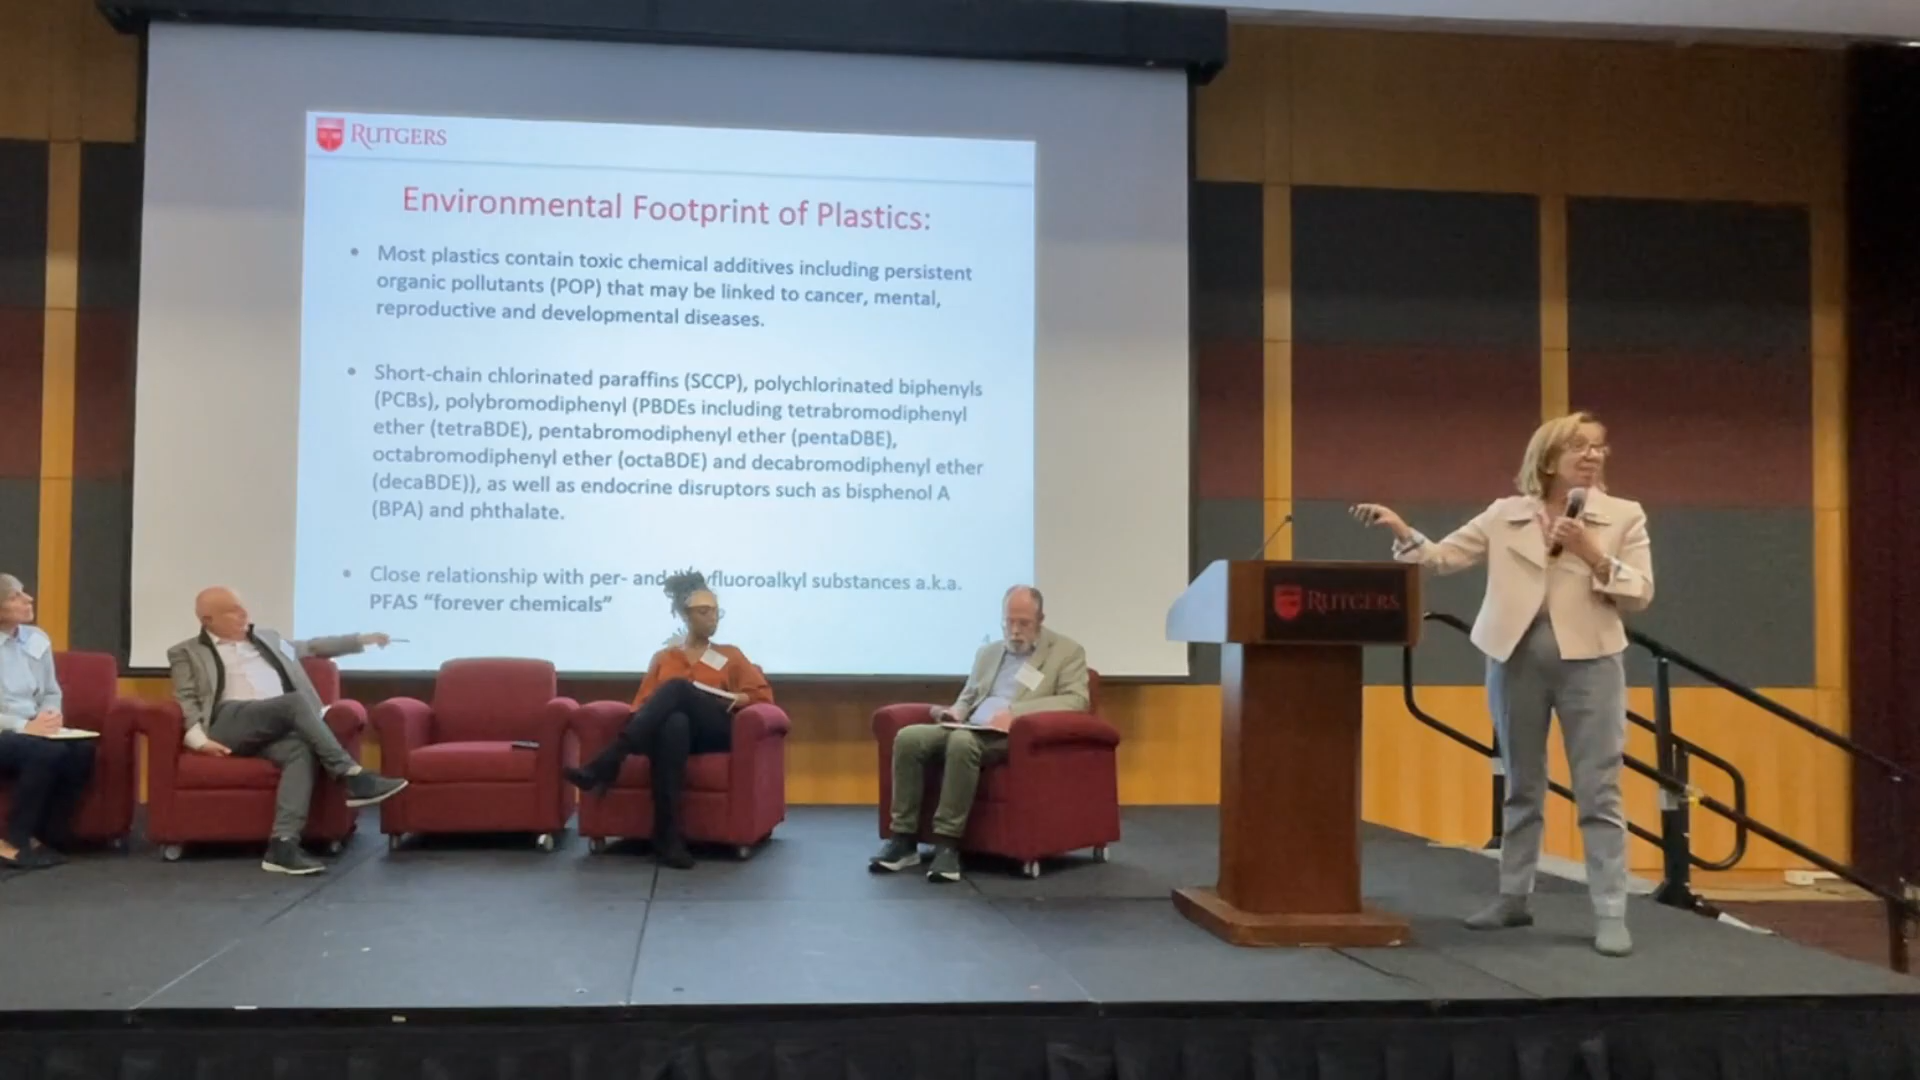 RUTGERS
Environmental Footprint of Plastics:
• Most plastics contain toxic chemical additives including persistent
organic pollutants (POP) that may be linked to cancer, mental,
reproductive and developmental diseases.
• Short-chain chlorinated paraffins (SCCP), polychlorinated biphenyls
(PCBs), polybromodiphenyl (PBDEs including tetrabromodiphenyl
ether (tetraBDE), pentabromodiphenyl ether (pentaDBE),
octabromodiphenyl ether (octaBDE) and decabromodiphenyl ether
(decaBDE)), as well as endocrine disruptors such as bisphenol A
(BPA) and phthalate.
• Close relationship with per- and fluoroalkyl substances a.k.a.
PFAS “forever chemicals”
4
RUTGERS